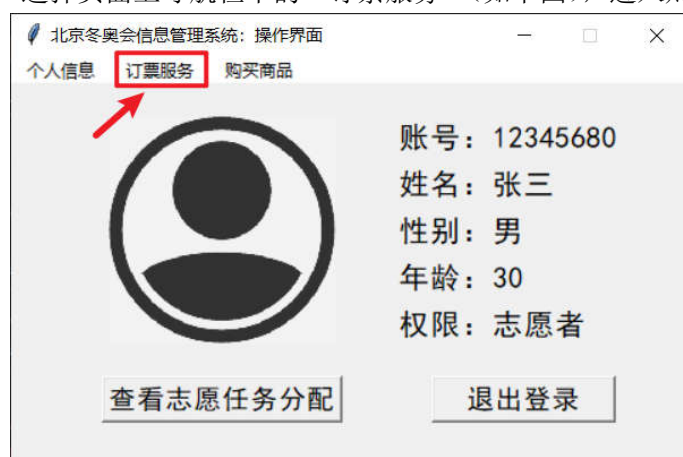 北京冬奥会信息管理系统：操作界面
个人信息 订票服务 购买商品
账号：12345680
姓名：张三
性别：男
年龄：30
权限：志愿者
查看志愿任务分配 退出登录